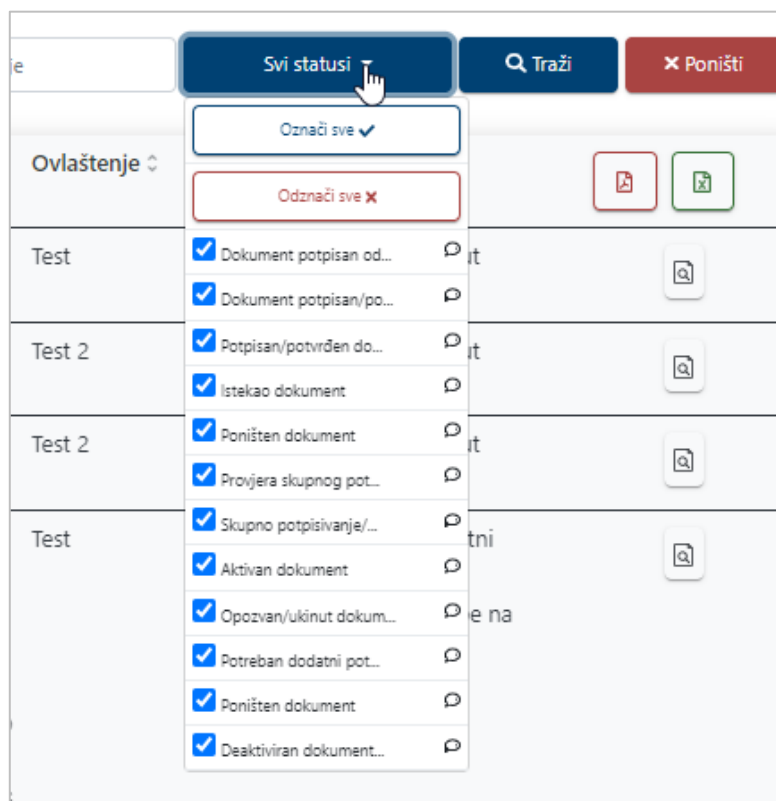 je
Svi statusi
Traži
Poništi
Označi sve
Ovlaštenje
Odznači sve
Test
Dokument potpisan od...
ut
Dokument potpisan/po...
Test 2
Potpisan/potvrđen do...
ut
Istekao dokument
Test 2
Poništen dokument
ut
Provjera skupnog pot...
Test
Skupno potpisivanje/...
tni
Aktivan dokument
Opozvan/ukinut dokum...
e na
Potreban dodatni pot...
Poništen dokument
Deaktiviran dokument...